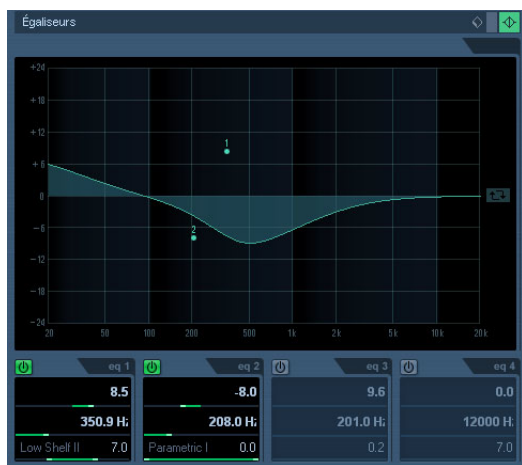 Égaliseurs
+24
+18
+12
+6
0
-6
-12
-18
-24
1
2
20 50 100 200 500 1k 2k 5k 10k 20k
eq 1 eq 2 eq 3 eq 4
8.5 -8.0 9.6 0.0
350.9 Hz 208.0 Hz 201.0 Hz 12000 Hz
Low Shelf II 7.0 Parametric I 0.0 0.2 7.0